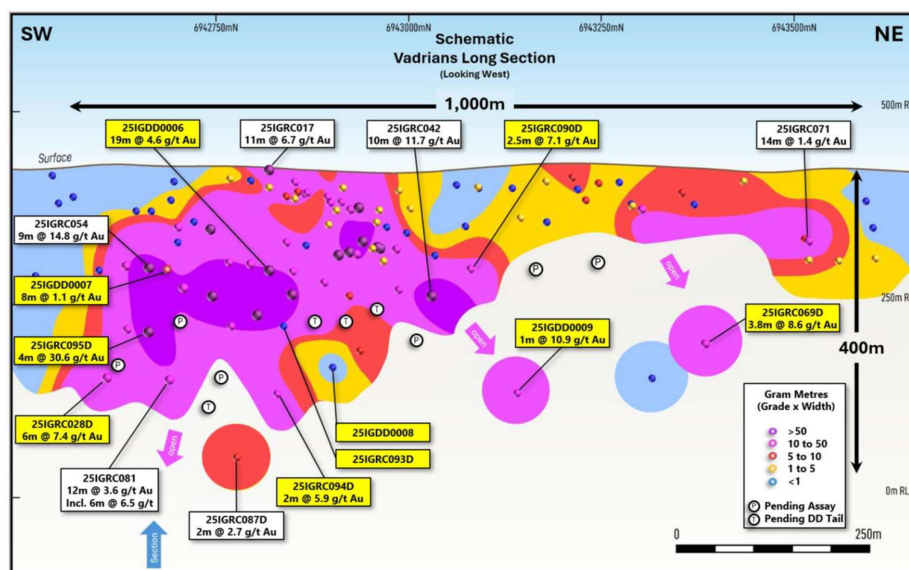 SW
6942750mN
6943000mN
6943250mN
6943500mN
NE
Schematic
Vadrians Long Section
(Looking West)
1,000m
500m R
25IGDD0006
19m @ 4.6 g/t Au
25IGRC017
11m @ 6.7 g/t Au
25IGRC042
10m @ 11.7 g/t Au
25IGRC090D
2.5m @ 7.1 g/t Au
25IGRC071
14m @ 1.4 g/t Au
Surface
25IGRC054
9m @ 14.8 g/t Au
25IGDD0007
8m @ 1.1 g/t Au
25IGRC095D
4m @ 30.6 g/t Au
25IGRC028D
6m @ 7.4 g/t Au
25IGRC081
12m @ 3.6 g/t Au
Incl. 6m @ 6.5 g/t
P
P
P
P
P
P
T
T
T
T
open
open
open
250m R
25IGDD0009
1m @ 10.9 g/t Au
25IGRC069D
3.8m @ 8.6 g/t Au
400m
25IGDD0008
25IGRC093D
25IGRC094D
2m @ 5.9 g/t Au
25IGRC087D
2m @ 2.7 g/t Au
Section
Gram Metres
(Grade x Width)
>50
10 to 50
5 to 10
1 to 5
<1
P Pending Assay
T Pending DD Tail
0m RL
0
250m